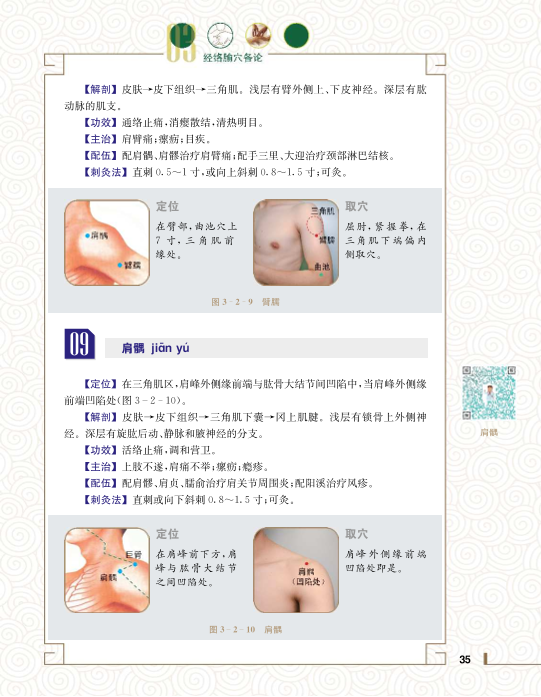 03
经络腧穴各论
【解剖】皮肤→皮下组织→三角肌。浅层有臂外侧上、下皮神经。深层有肱
动脉的肌支。
【功效】通络止痛,消瘿散结,清热明目。
【主治】肩臂痛;瘰疬;目疾。
【配伍】配肩髃、肩髎治疗肩臂痛;配手三里、大迎治疗颈部淋巴结核。
【刺灸法】直刺 0.5～1 寸,或向上斜刺 0.8～1.5 寸;可灸。
定位
在臂部,曲池穴上
7 寸,三角肌前
缘处。
肩髃
臂臑
取穴
屈肘,紧握拳,在
三角肌下端偏内
侧取穴。
三角肌
臂臑
曲池
图 3-2-9 臂臑
09
肩髃 jiān yú
【定位】在三角肌区,肩峰外侧缘前端与肱骨大结节间凹陷中,当肩峰外侧缘
前端凹陷处(图 3-2-10)。
【解剖】皮肤→皮下组织→三角肌下囊→冈上肌腱。浅层有锁骨上外侧神
经。深层有旋肱后动、静脉和腋神经的分支。
【功效】活络止痛,调和营卫。
【主治】上肢不遂,肩痛不举;瘰疬;瘾疹。
【配伍】配肩髎、肩贞、臑俞治疗肩关节周围炎;配阳溪治疗风疹。
【刺灸法】直刺或向下斜刺 0.8～1.5 寸;可灸。
肩髃
定位
在肩峰前下方,肩
峰与肱骨大结节
之间凹陷处。
巨骨
肩髃
取穴
肩峰外侧缘前端
凹陷处即是。
肩髃
(凹陷处)
图 3-2-10 肩髃
35